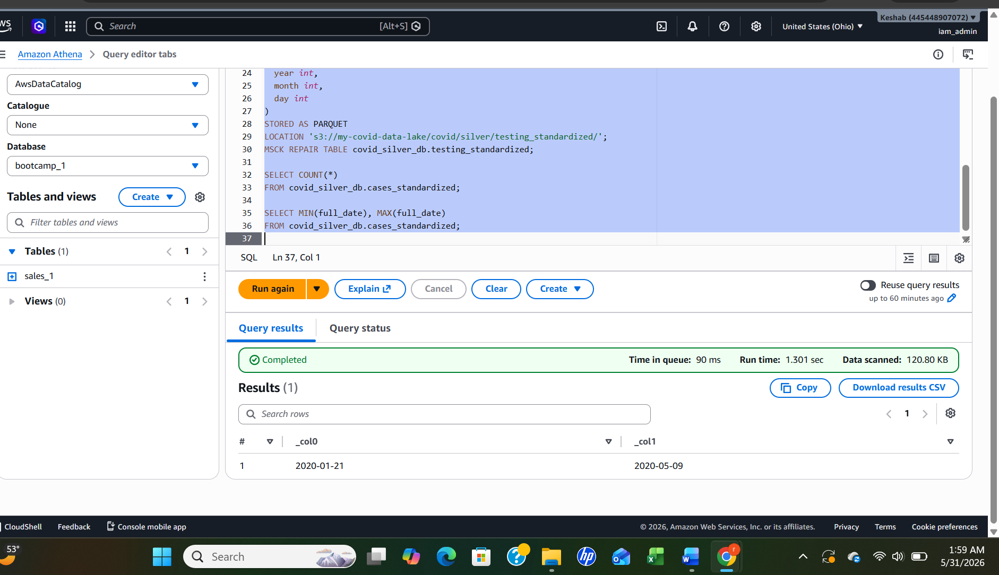 aws
Search
[Alt+S]
United States (Ohio)
Keshab (445448907072)
iam_admin
Amazon Athena
Query editor tabs
AwsDataCatalog
Catalogue
None
Database
bootcamp_1
Tables and views
Create
Filter tables and views
Tables (1)
1
sales_1
Views (0)
1
24 year int,
25 month int,
26 day int
27 )
28 STORED AS PARQUET
29 LOCATION 's3://my-covid-data-lake/covid/silver/testing_standardized/';
30 MSCK REPAIR TABLE covid_silver_db.testing_standardized;
31
32 SELECT COUNT(*)
33 FROM covid_silver_db.cases_standardized;
34
35 SELECT MIN(full_date), MAX(full_date)
36 FROM covid_silver_db.cases_standardized;
37
SQL Ln 37, Col 1
Run again
Explain
Cancel
Clear
Create
Reuse query results
up to 60 minutes ago
Query results
Query status
Completed
Time in queue: 90 ms
Run time: 1.301 sec
Data scanned: 120.80 KB
Results (1)
Copy
Download results CSV
Search rows
1
# _col0 _col1
1 2020-01-21 2020-05-09
CloudShell
Feedback
Console mobile app
© 2026, Amazon Web Services, Inc. or its affiliates.
Privacy
Terms
Cookie preferences
53°
Search
hp
r
1:59 AM
5/31/2026